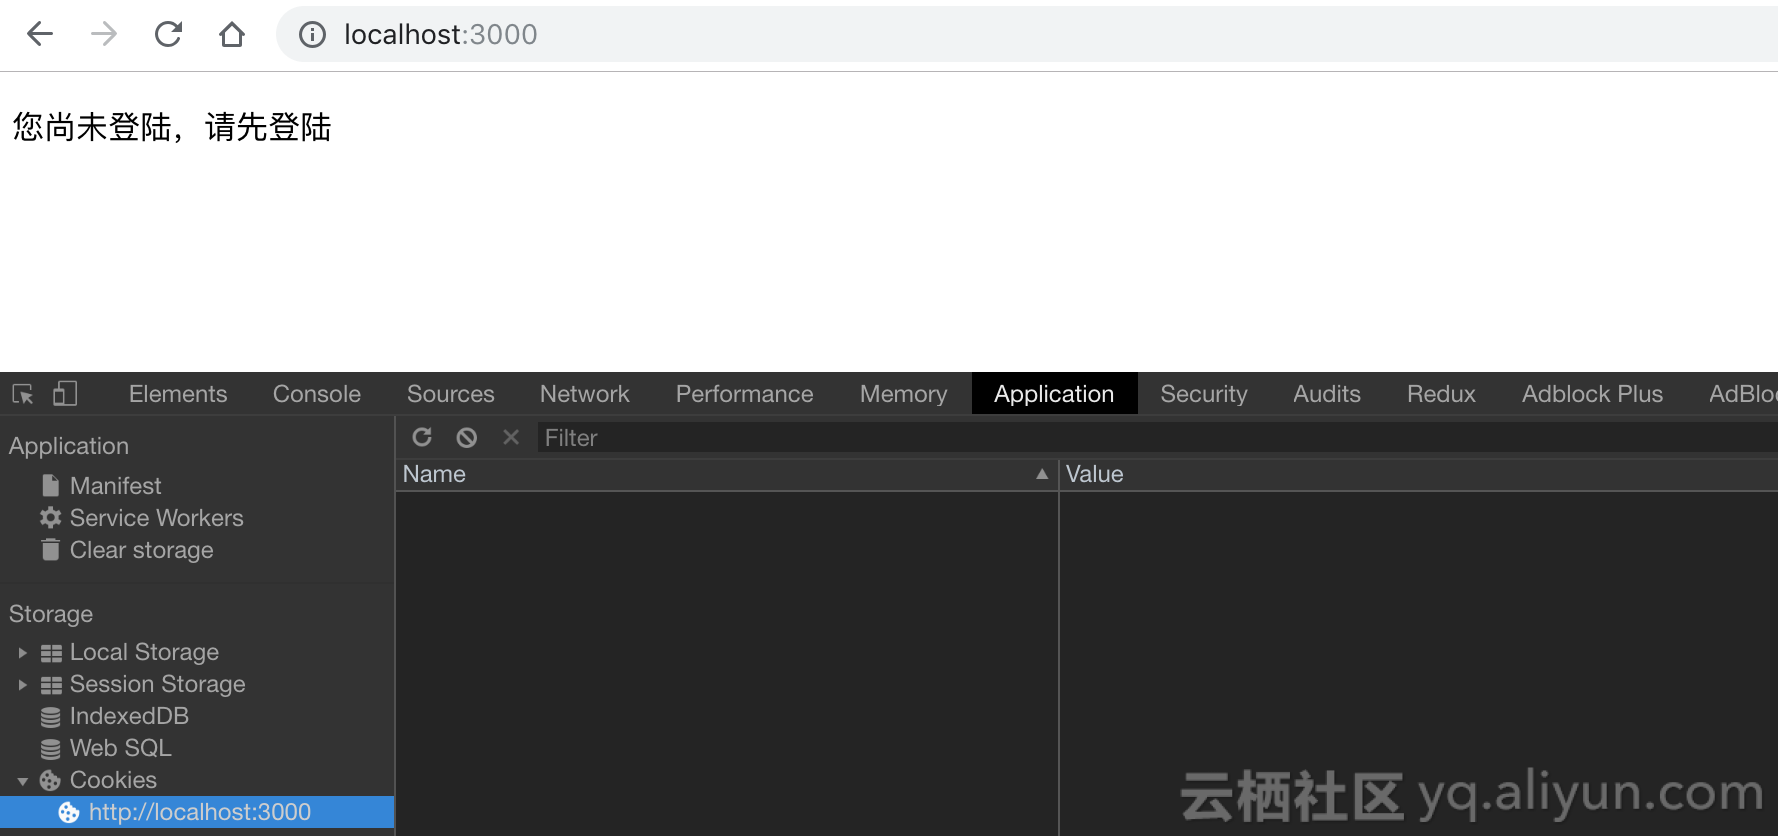 localhost:3000
您尚未登陆，请先登陆
Elements Console Sources Network Performance Memory Application Security Audits Redux Adblock Plus AdBloc
Application
Manifest
Service Workers
Clear storage
Storage
Local Storage
Session Storage
IndexedDB
Web SQL
Cookies
http://localhost:3000
Filter
Name Value
云栖社区 yq.aliyun.com